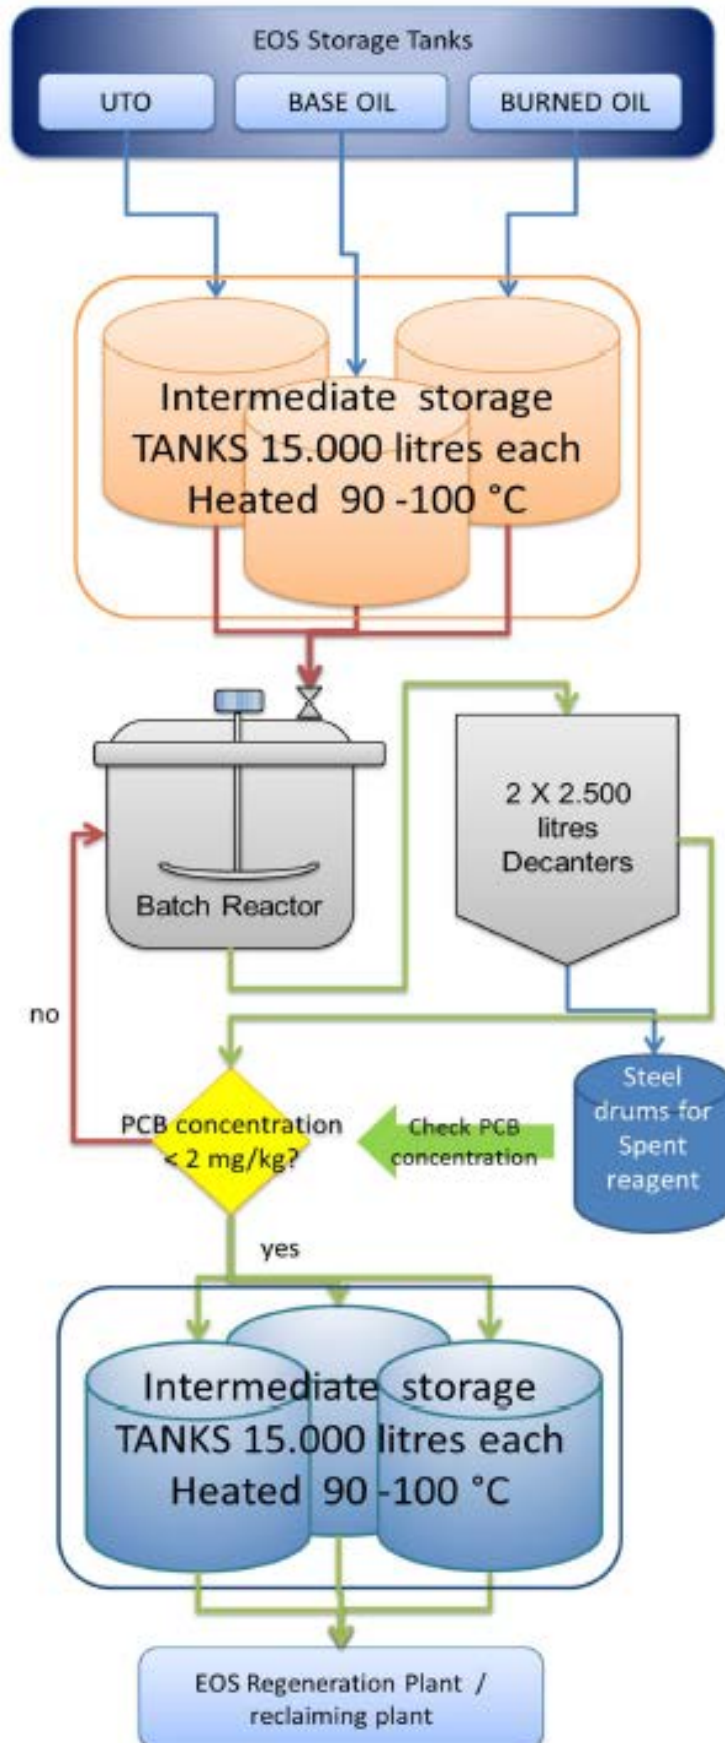 EOS Storage Tanks
UTO
BASE OIL
BURNED OIL
Intermediate storage
TANKS 15.000 litres each
Heated 90 -100 °C
2 X 2.500
litres
Decanters
Batch Reactor
no
PCB concentration
< 2 mg/kg?
Check PCB
concentration
Steel
drums for
Spent
reagent
yes
Intermediate storage
TANKS 15.000 litres each
Heated 90 -100 °C
EOS Regeneration Plant /
reclaiming plant